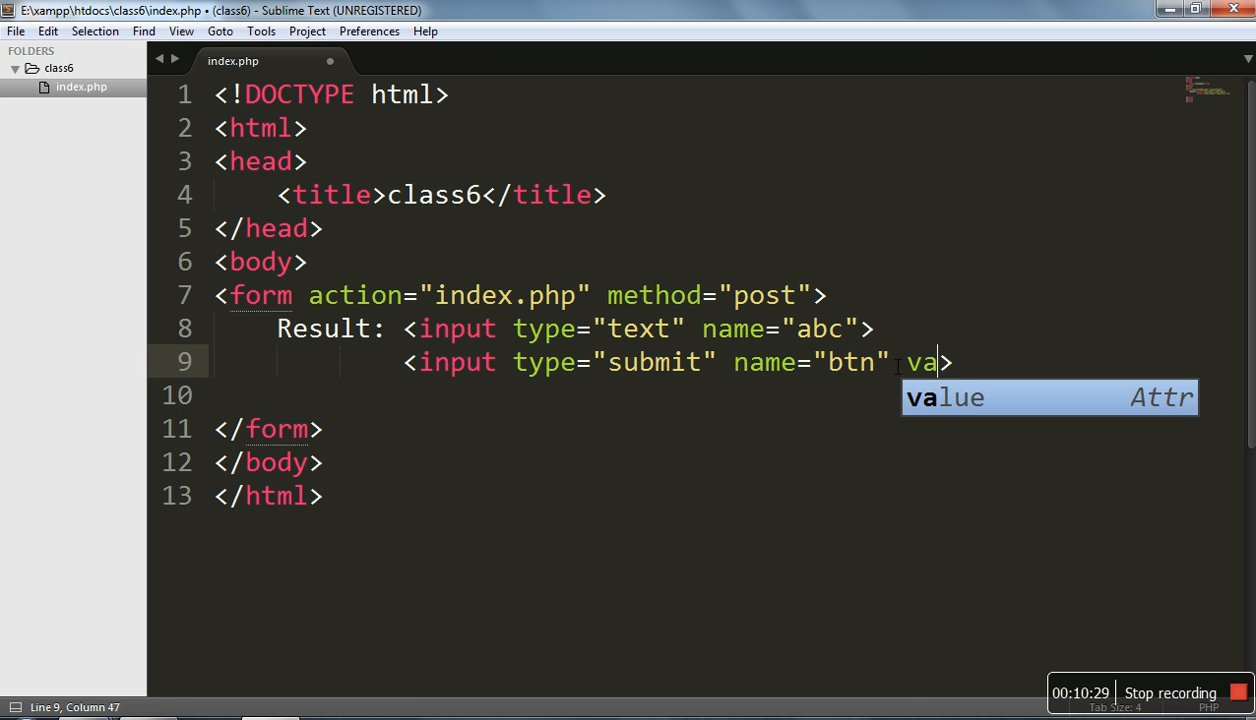 E:\xampp\htdocs\class6\index.php • (class6) - Sublime Text (UNREGISTERED)
File Edit Selection Find View Goto Tools Project Preferences Help
FOLDERS
class6
index.php
index.php
1 <!DOCTYPE html>
2 <html>
3 <head>
4 <title>class6</title>
5 </head>
6 <body>
7 <form action="index.php" method="post">
8 Result: <input type="text" name="abc">
9 <input type="submit" name="btn" va>
value Attr
10
11 </form>
12 </body>
13 </html>
00:10:29 Stop recording
Line 9, Column 47
Tab Size: 4 PHP